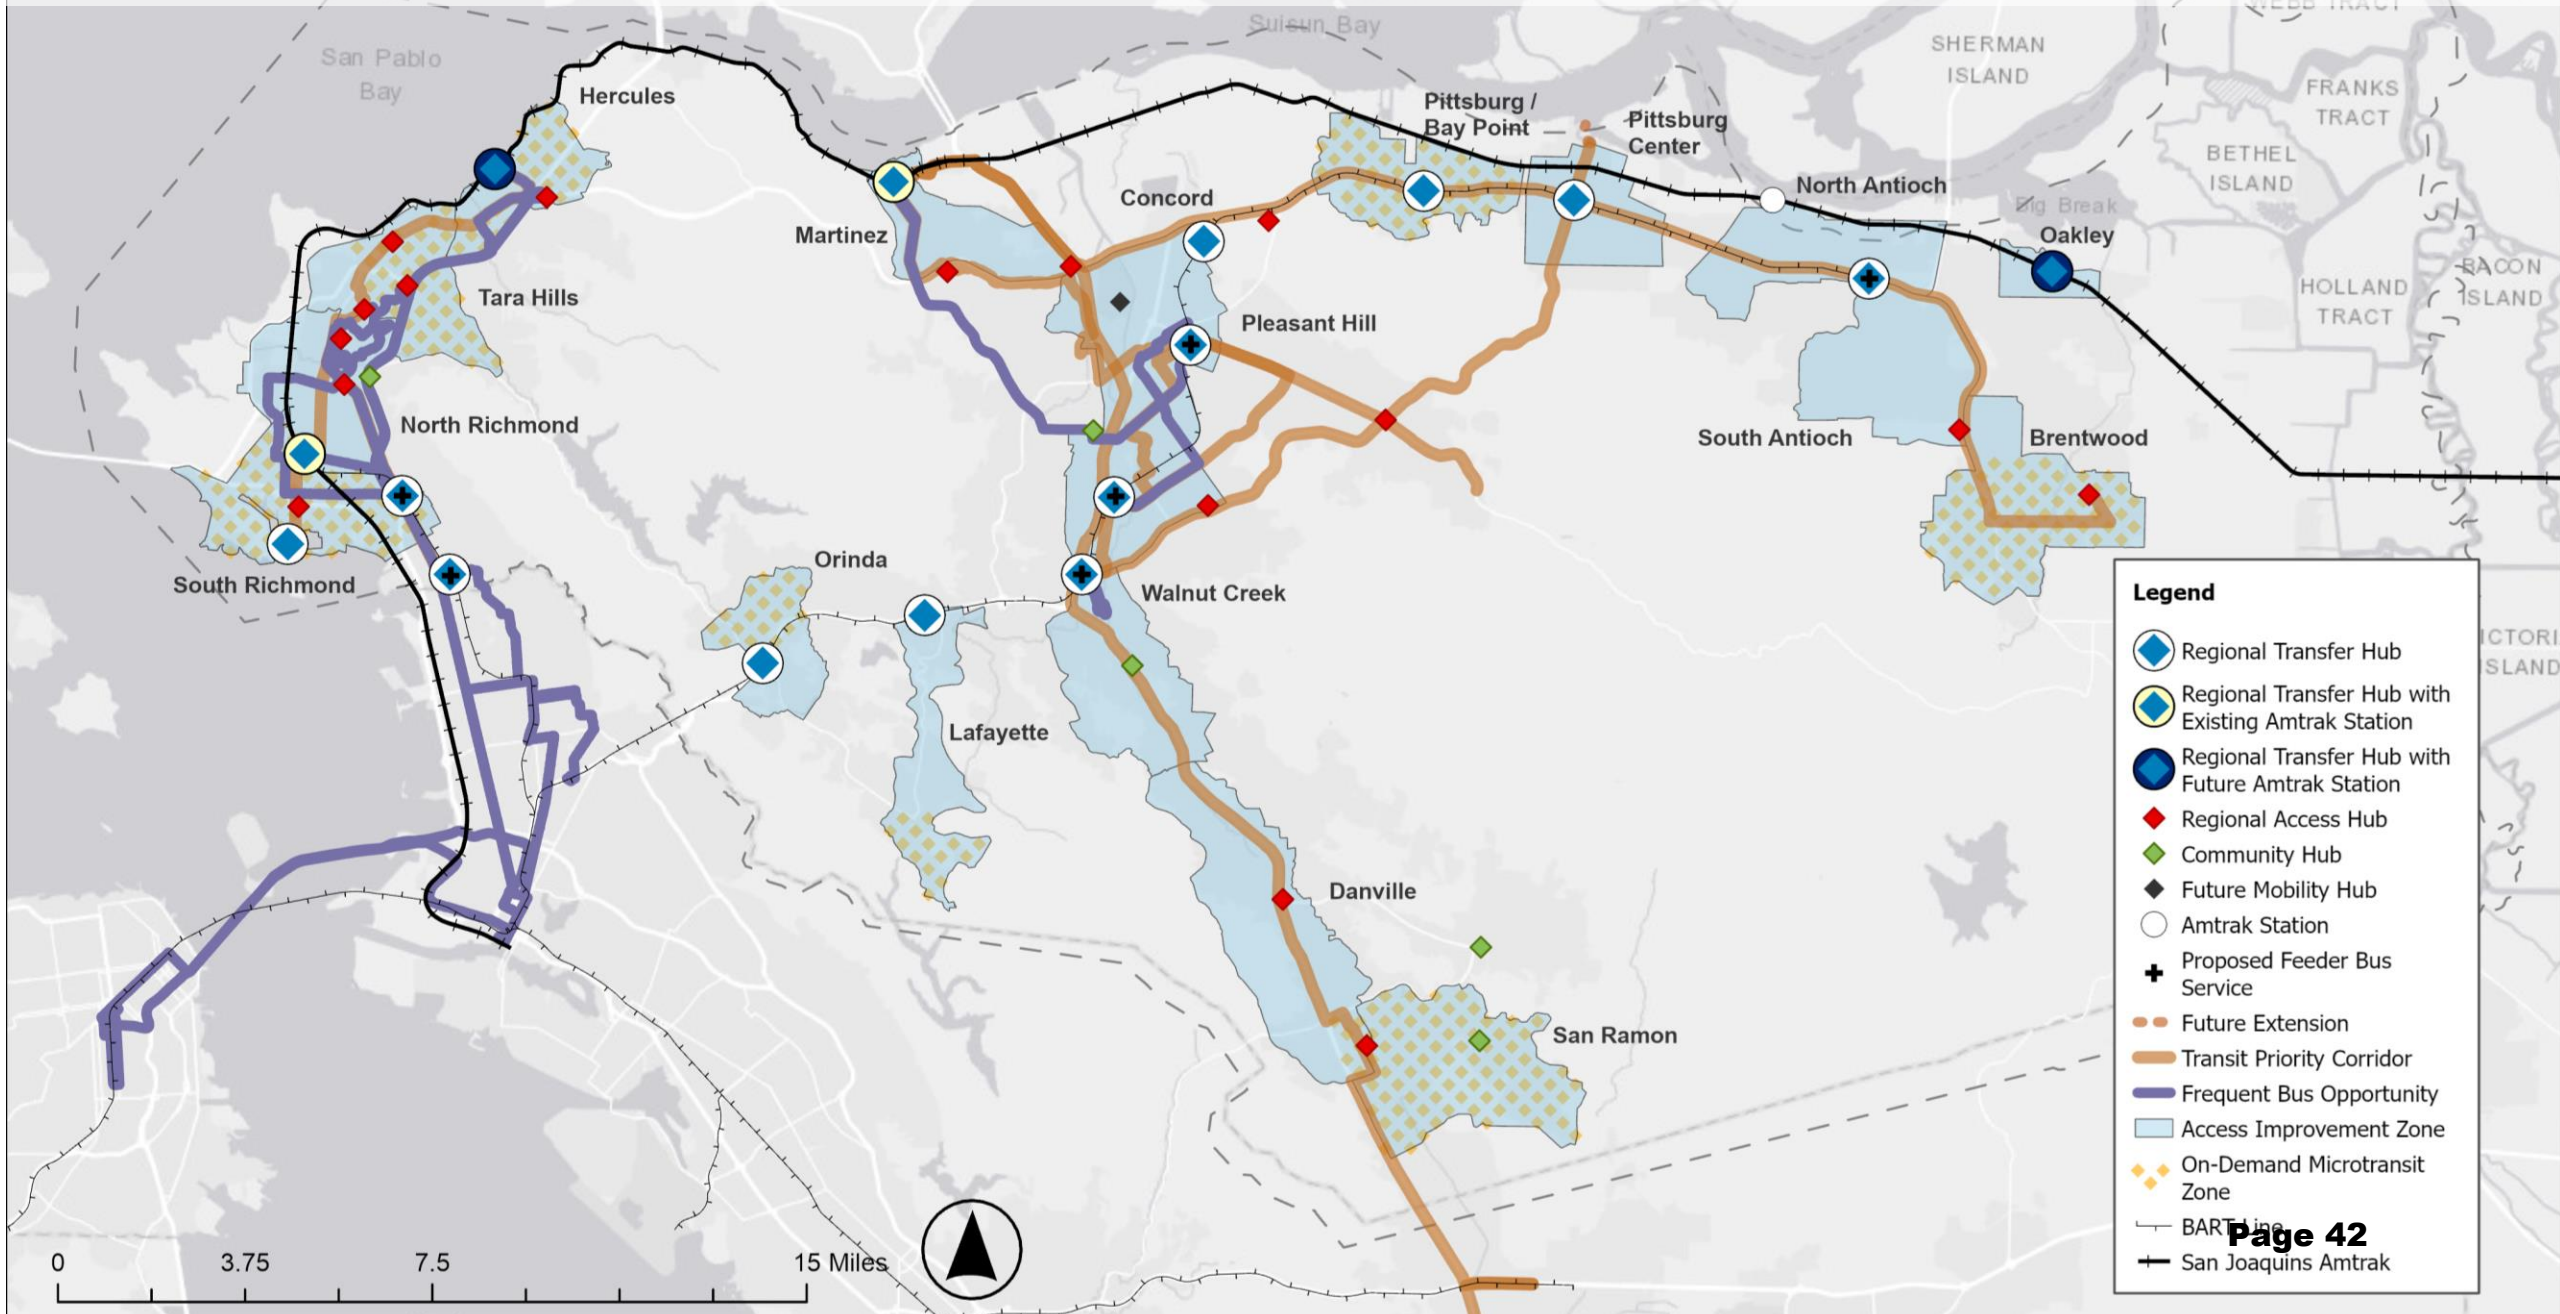 WEBB TRACT
Suisun Bay
SHERMAN
ISLAND
San Pablo
Bay
FRANKS
TRACT
Hercules
Pittsburg /
Bay Point
Pittsburg
Center
BETHEL
ISLAND
Concord
North Antioch
Big Break
Martinez
Oakley
BACON
ISLAND
HOLLAND
TRACT
Tara Hills
Pleasant Hill
North Richmond
South Antioch
Brentwood
Orinda
South Richmond
Walnut Creek
Lafayette
Danville
San Ramon
Legend
Regional Transfer Hub
Regional Transfer Hub with
Existing Amtrak Station
Regional Transfer Hub with
Future Amtrak Station
Regional Access Hub
Community Hub
Future Mobility Hub
Amtrak Station
Proposed Feeder Bus
Service
Future Extension
Transit Priority Corridor
Frequent Bus Opportunity
Access Improvement Zone
On-Demand Microtransit
Zone
BART Line
Page 42
San Joaquins Amtrak
0 3.75 7.5 15 Miles